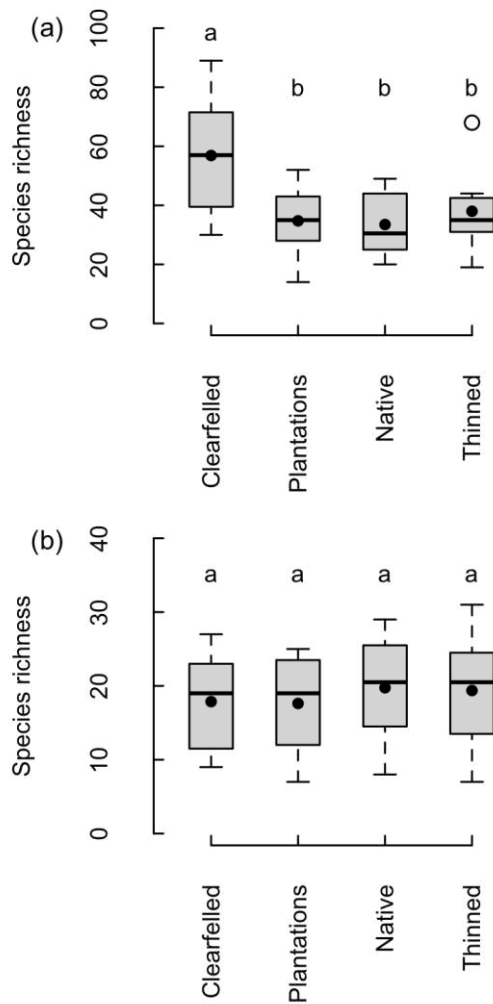 (a)
Species richness
100
80
60
40
20
0
a
b
b
b
Clearfelled
Plantations
Native
Thinned
(b)
Species richness
40
30
20
10
0
a
a
a
a
Clearfelled
Plantations
Native
Thinned